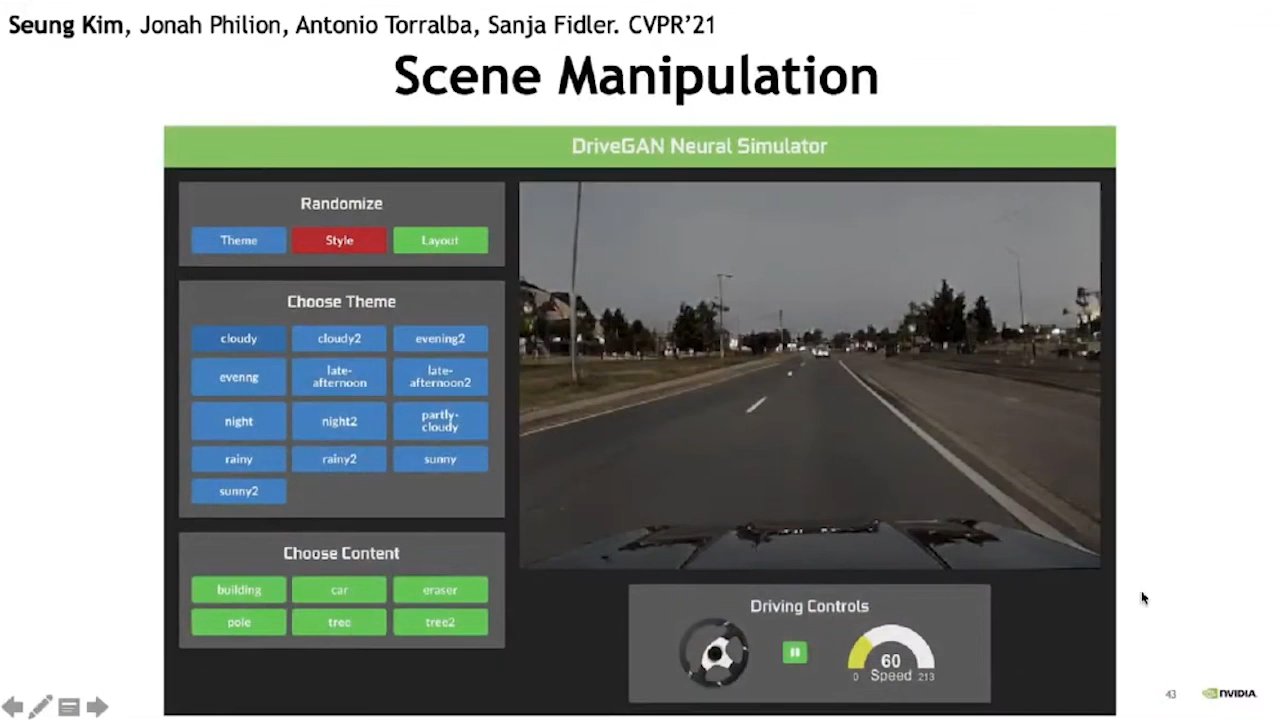 Seung Kim, Jonah Philion, Antonio Torralba, Sanja Fidler. CVPR'21
Scene Manipulation
DriveGAN Neural Simulator
Randomize
Theme Style Layout
Choose Theme
cloudy cloudy2 evening2
evenng late-afternoon late-afternoon2
night night2 partly-cloudy
rainy rainy2 sunny
sunny2
Choose Content
building car eraser
pole tree tree2
Driving Controls
60
0 Speed 213
43 NVIDIA